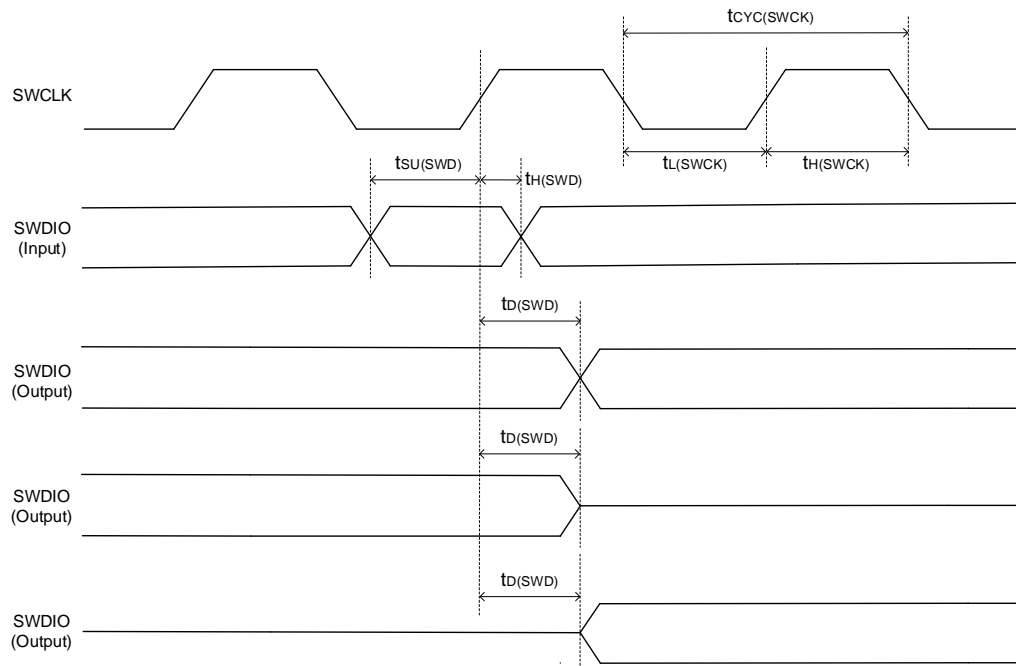 tCYC(SWCK)
SWCLK
tSU(SWD)
tH(SWD)
tL(SWCK)
tH(SWCK)
SWDIO
(Input)
tD(SWD)
SWDIO
(Output)
tD(SWD)
SWDIO
(Output)
tD(SWD)
SWDIO
(Output)